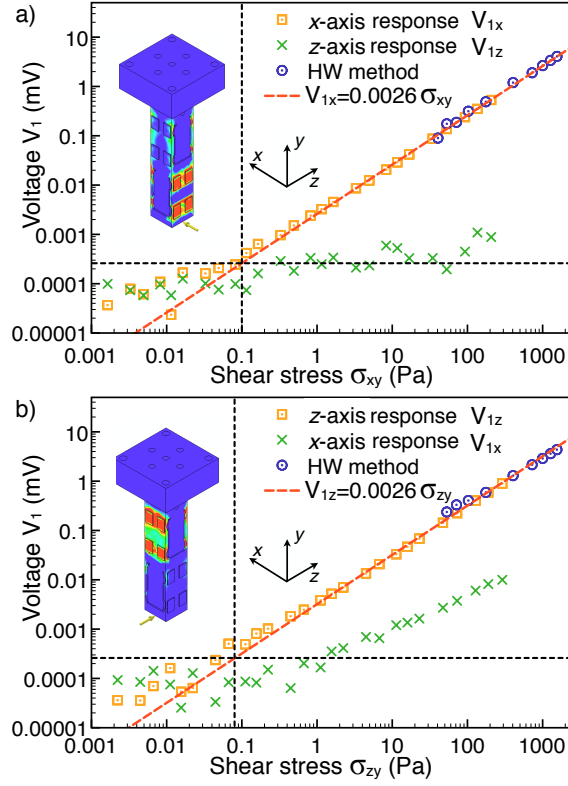 a)
x-axis response V1x
z-axis response V1z
HW method
V1x=0.0026 σxy
10
1
0.1
0.01
0.001
0.0001
0.00001
Voltage V1 (mV)
x
y
z
0.001 0.01 0.1 1 10 100 1000
Shear stress σxy (Pa)
b)
z-axis response V1z
x-axis response V1x
HW method
V1z=0.0026 σzy
10
1
0.1
0.01
0.001
0.0001
0.00001
Voltage V1 (mV)
x
y
z
0.001 0.01 0.1 1 10 100 1000
Shear stress σzy (Pa)